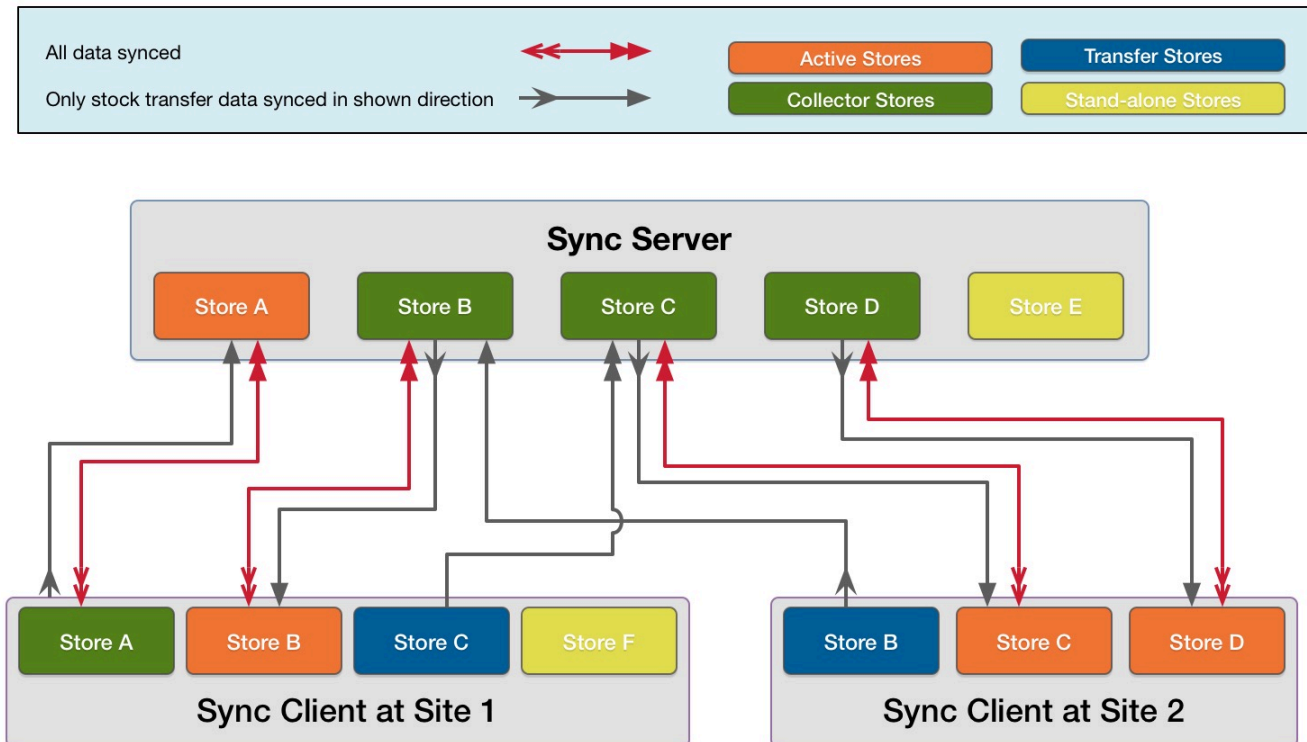 All data synced
Active Stores
Transfer Stores
Only stock transfer data synced in shown direction
Collector Stores
Stand-alone Stores
Sync Server
Store A
Store B
Store C
Store D
Store E
Store A
Store B
Store C
Store F
Store B
Store C
Store D
Sync Client at Site 1
Sync Client at Site 2